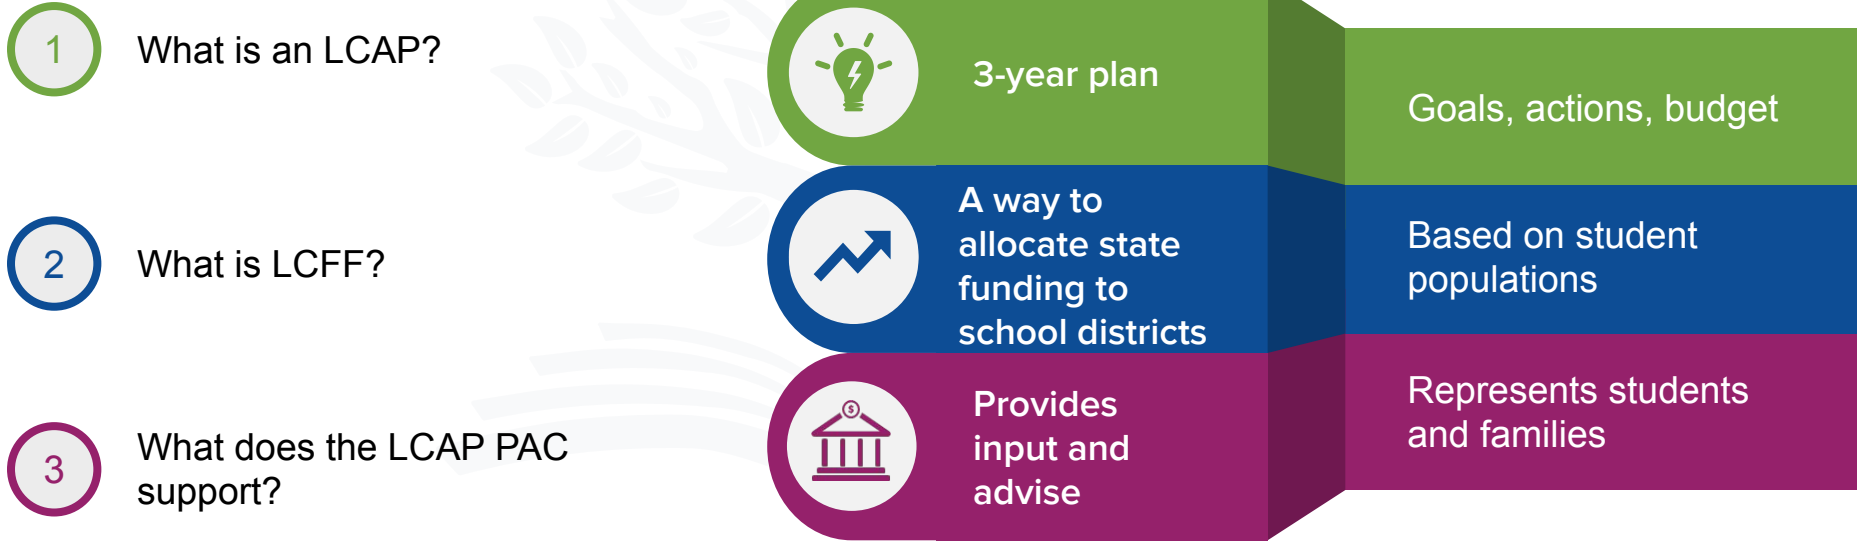 1
What is an LCAP?
3-year plan
Goals, actions, budget
2
What is LCFF?
A way to
allocate state
funding to
school districts
Based on student
populations
3
What does the LCAP PAC
support?
$
Provides
input and
advise
Represents students
and families